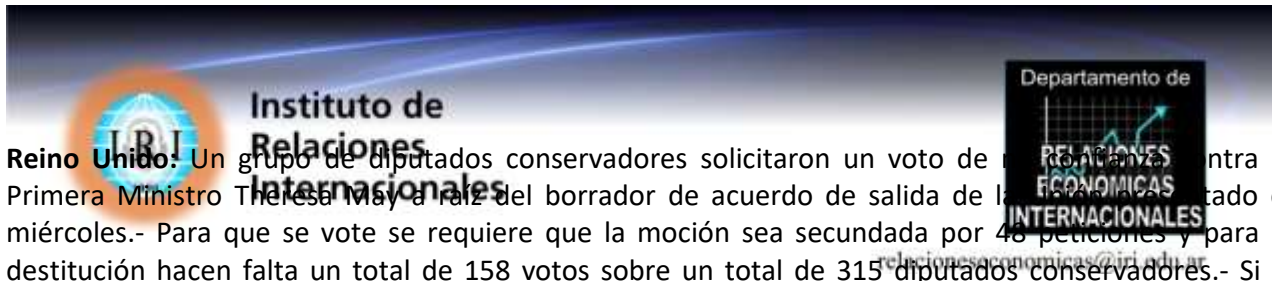 Departamento de
Instituto de
Relaciones
Internacionales
RELACIONES
ECONOMICAS
INTERNACIONALES
relacioneseconomicas@iri.edu.ar
I.R.I
Reino Unido: Un grupo de diputados conservadores solicitaron un voto de confianza
Primera Ministro Theresa May a raíz del borrador de acuerdo de salida de
miércoles.- Para que se vote se requiere que la moción sea secundada por 48 peticiones y para
destitución hacen falta un total de 158 votos sobre un total de 315 diputados conservadores.- Si